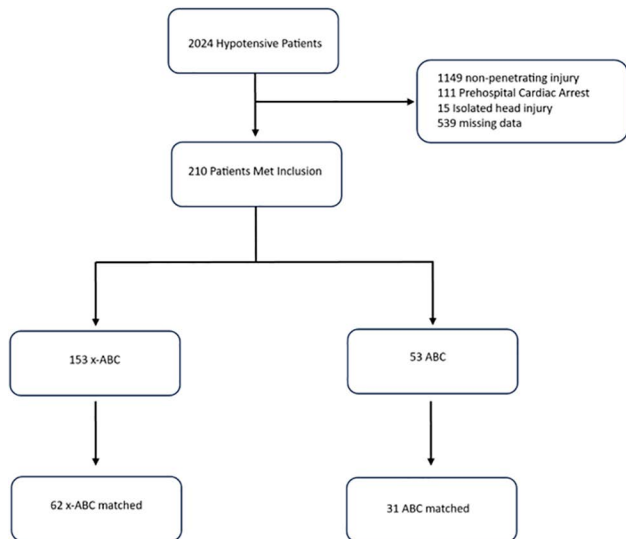 2024 Hypotensive Patients
1149 non-penetrating injury
111 Prehospital Cardiac Arrest
15 Isolated head injury
539 missing data
210 Patients Met Inclusion
153 x-ABC
53 ABC
62 x-ABC matched
31 ABC matched